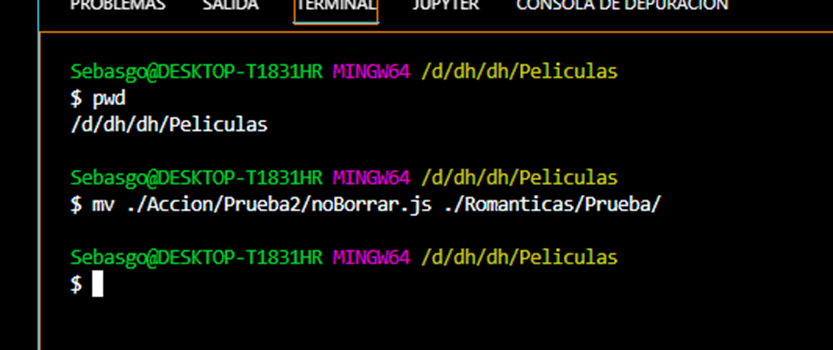 PROBLEMAS SALIDA TERMINAL JUPYTER CONSOLA DE DEPURACIÓN
Sebasgo@DESKTOP-T1831HR MINGW64 /d/dh/dh/Peliculas
$ pwd
/d/dh/dh/Peliculas
Sebasgo@DESKTOP-T1831HR MINGW64 /d/dh/dh/Peliculas
$ mv ./Accion/Prueba2/noBorrar.js ./Romanticas/Prueba/
Sebasgo@DESKTOP-T1831HR MINGW64 /d/dh/dh/Peliculas
$